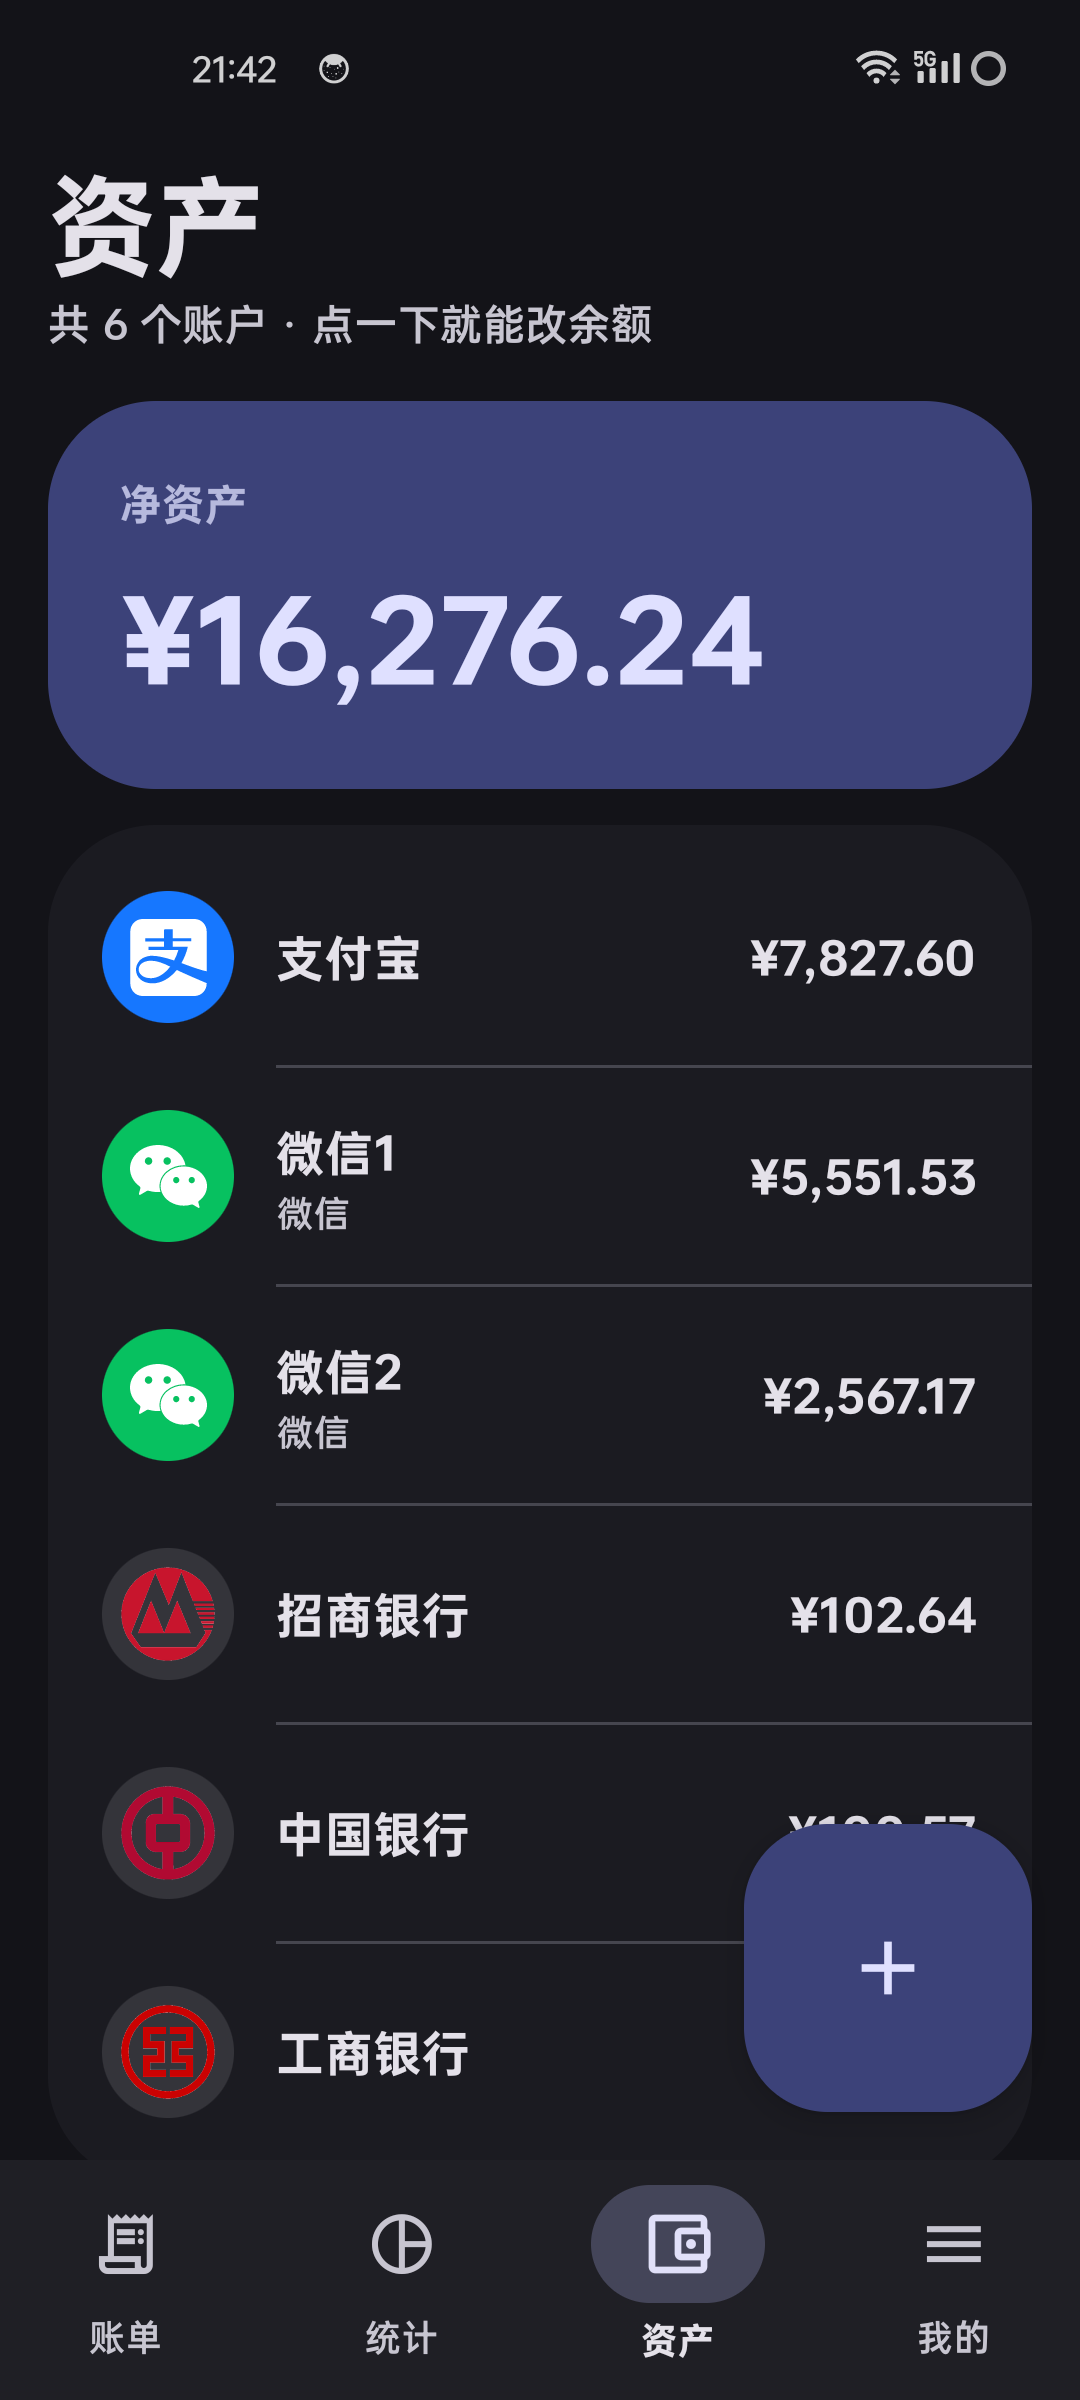 21:42
5G
资产
共 6 个账户 · 点一下就能改余额
净资产
¥16,276.24
支付宝
¥7,827.60
微信1
微信
¥5,551.53
微信2
微信
¥2,567.17
招商银行
¥102.64
中国银行
工商银行
账单
统计
资产
我的